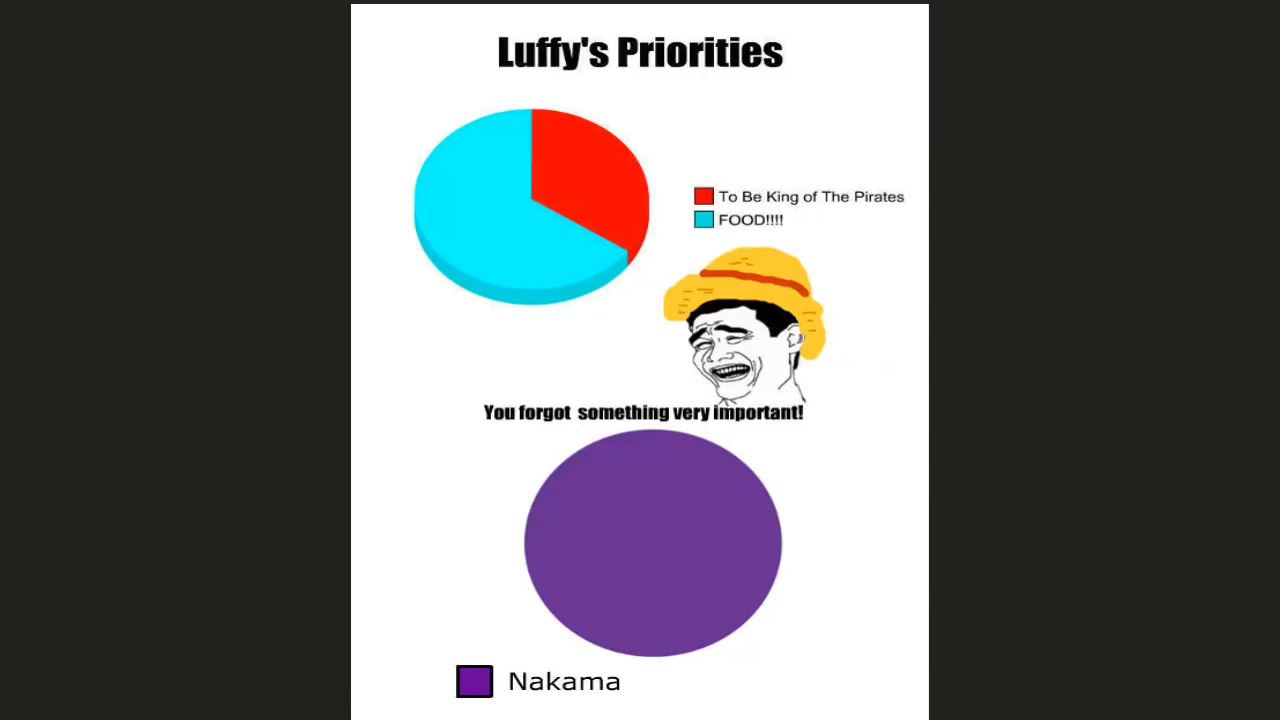 Luffy's Priorities
To Be King of The Pirates
FOOD!!!!
You forgot something very important!
Nakama